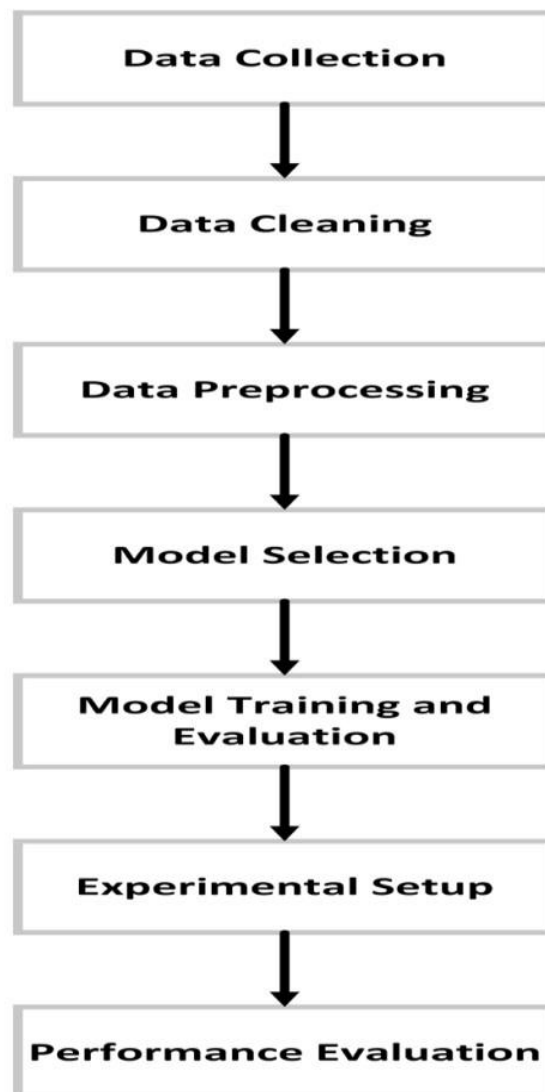 Data Collection
Data Cleaning
Data Preprocessing
Model Selection
Model Training and
Evaluation
Experimental Setup
Performance Evaluation